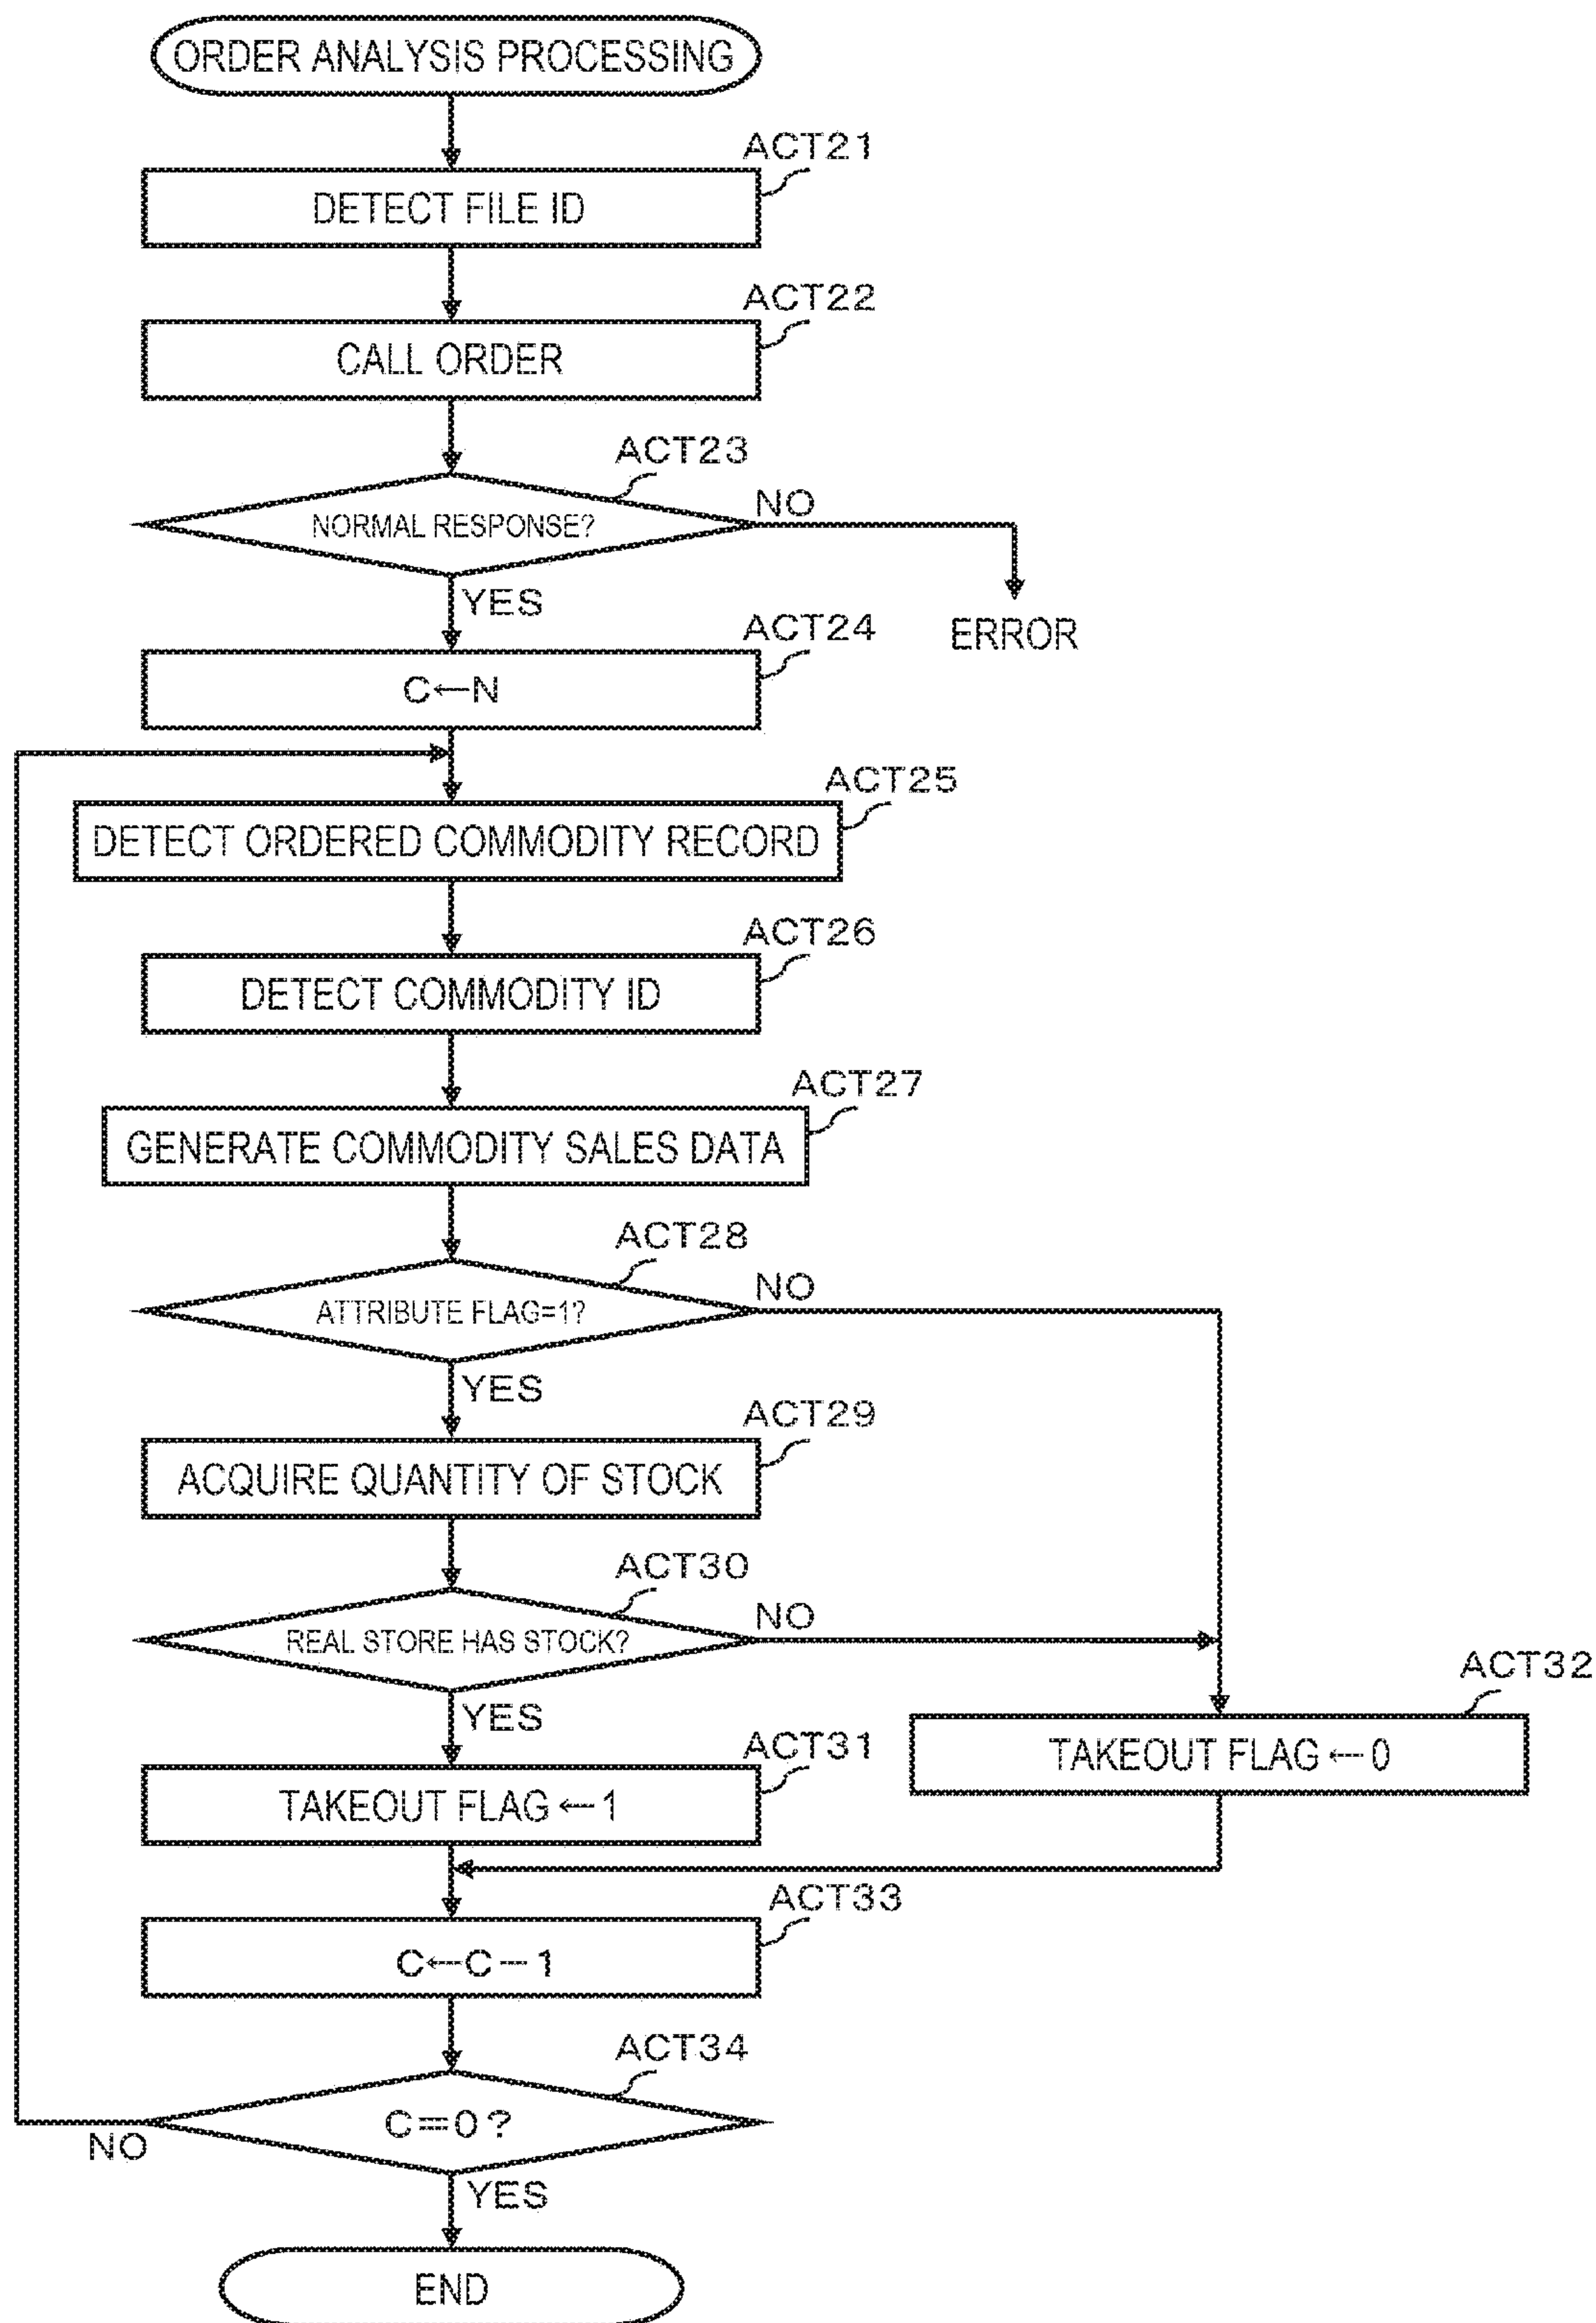 ORDER ANALYSIS PROCESSING
ACT21
DETECT FILE ID
ACT22
CALL ORDER
ACT23
NORMAL RESPONSE?
NO
YES
ERROR
ACT24
C←N
ACT25
DETECT ORDERED COMMODITY RECORD
ACT26
DETECT COMMODITY ID
ACT27
GENERATE COMMODITY SALES DATA
ACT28
ATTRIBUTE FLAG=1?
NO
YES
ACT29
ACQUIRE QUANTITY OF STOCK
ACT30
REAL STORE HAS STOCK?
NO
YES
ACT32
TAKEOUT FLAG←0
ACT31
TAKEOUT FLAG←1
ACT33
C←C−1
ACT34
C=0?
NO
YES
END